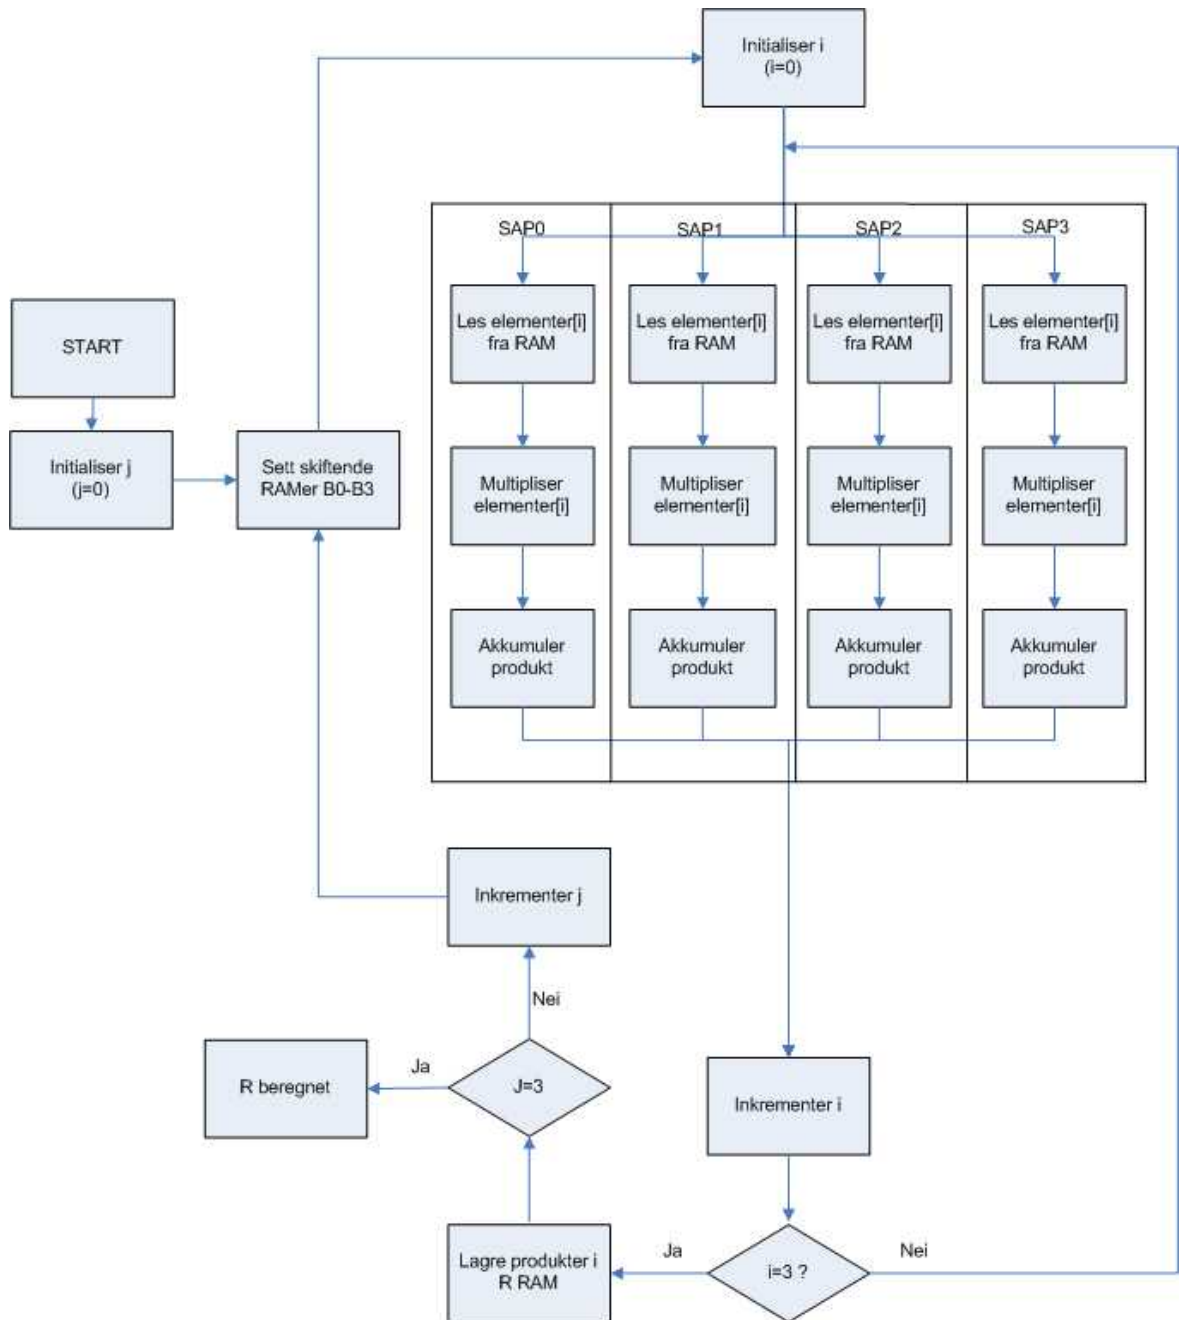 Initialiser i
(i=0)
SAP0
SAP1
SAP2
SAP3
Les elementer[i]
fra RAM
Les elementer[i]
fra RAM
Les elementer[i]
fra RAM
Les elementer[i]
fra RAM
START
Initialiser j
(j=0)
Sett skiftende
RAMer B0-B3
Multipliser
elementer[i]
Multipliser
elementer[i]
Multipliser
elementer[i]
Multipliser
elementer[i]
Akkumuler
produkt
Akkumuler
produkt
Akkumuler
produkt
Akkumuler
produkt
Inkrementer j
Nei
Ja
R beregnet
J=3
Inkrementer i
Lagre produkter i
R RAM
Ja
i=3 ?
Nei